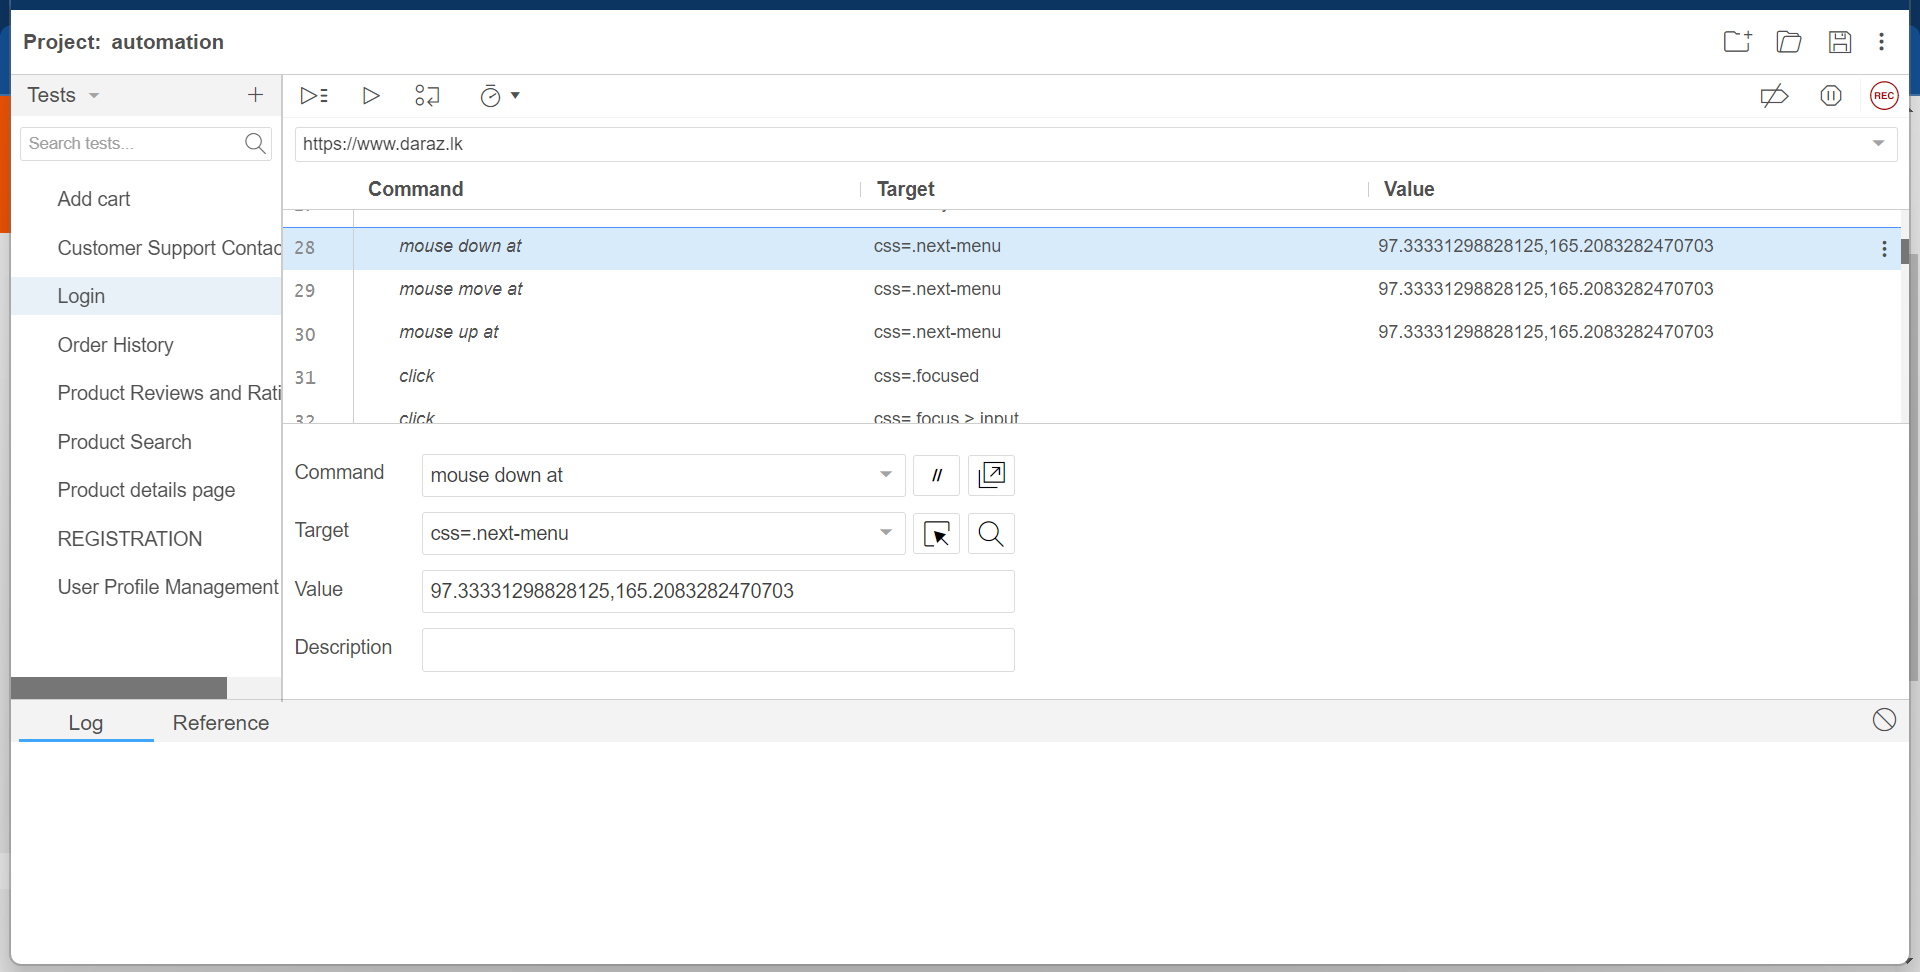 Project: automation
Tests
Search tests...
Add cart
Customer Support Contac
Login
Order History
Product Reviews and Rati
Product Search
Product details page
REGISTRATION
User Profile Management
REC
https://www.daraz.lk
Command Target Value
28 mouse down at css=.next-menu 97.33331298828125,165.2083282470703
29 mouse move at css=.next-menu 97.33331298828125,165.2083282470703
30 mouse up at css=.next-menu 97.33331298828125,165.2083282470703
31 click css=.focused
32 click css=.focus > input
Command mouse down at //
Target css=.next-menu
Value 97.33331298828125,165.2083282470703
Description
Log Reference